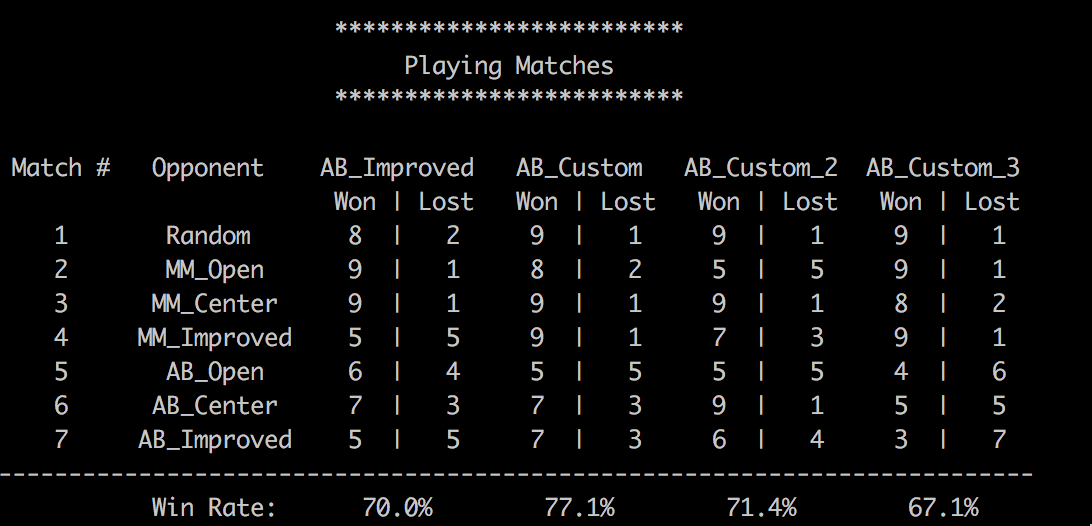 *************************
Playing Matches
*************************
Match #   Opponent    AB_Improved   AB_Custom   AB_Custom_2  AB_Custom_3
Won | Lost   Won | Lost   Won | Lost   Won | Lost
1       Random       8  |   2     9  |   1     9  |   1     9  |   1
2       MM_Open      9  |   1     8  |   2     5  |   5     9  |   1
3      MM_Center     9  |   1     9  |   1     9  |   1     8  |   2
4     MM_Improved    5  |   5     9  |   1     7  |   3     9  |   1
5       AB_Open      6  |   4     5  |   5     5  |   5     4  |   6
6      AB_Center     7  |   3     7  |   3     9  |   1     5  |   5
7     AB_Improved    5  |   5     7  |   3     6  |   4     3  |   7
--------------------------------------------------------------------------
Win Rate:      70.0%        77.1%        71.4%        67.1%